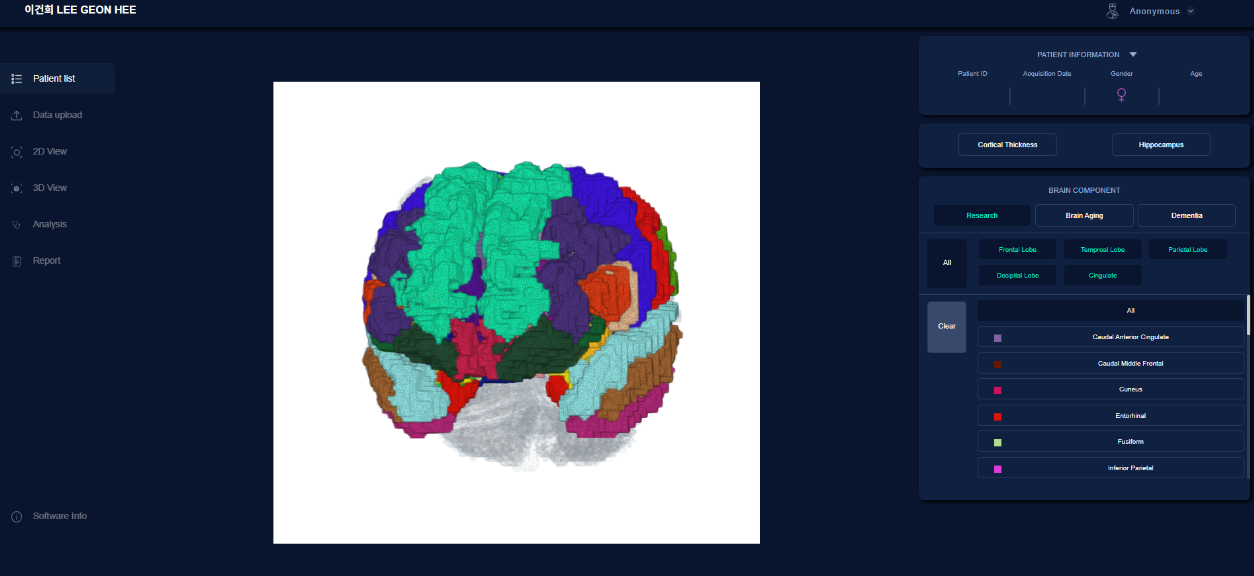 이건희 LEE GEON HEE
Anonymous
Patient list
Data upload
2D View
3D View
Analysis
Report
Software Info
PATIENT INFORMATION
Patient ID Acquisition Date Gender Age
Cortical Thickness Hippocampus
BRAIN COMPONENT
Research Brain Aging Dementia
All
Frontal Lobe Temproal Lobe Parietal Lobe
Occipital Lobe Cingulate
Clear
All
Caudal Anterior Cingulate
Caudal Middle Frontal
Cuneus
Entorhinal
Fusiform
Inferior Parietal